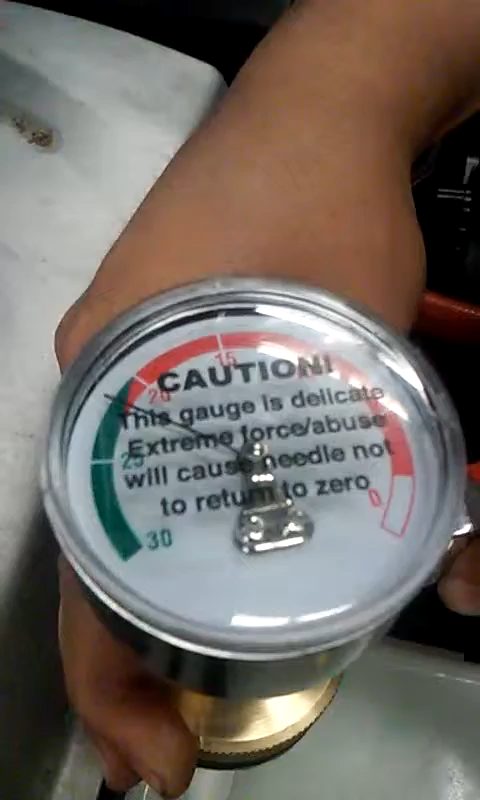 15
CAUTION!
20
This gauge is delicate
Extreme force/abuse
25
will cause needle not
to return to zero
0
30